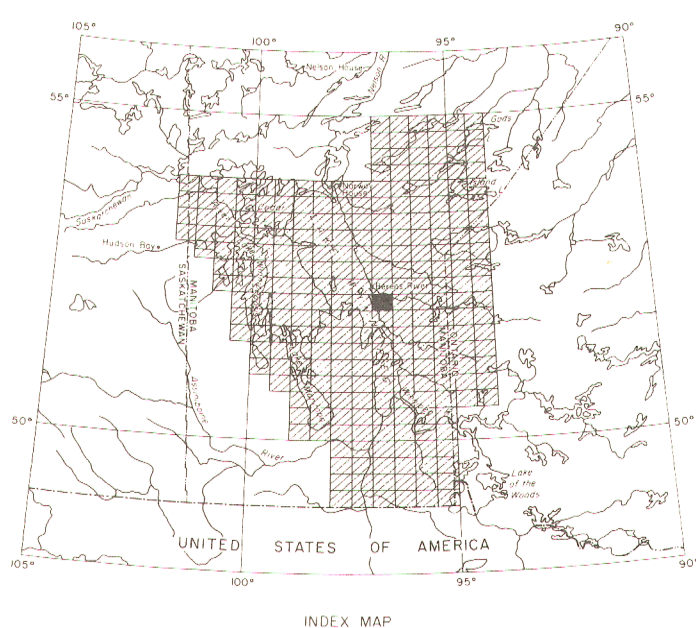 105°
100°
90°
Nelson House
Nelson R.
55°
55°
Gods
Norway
House
Island
Cedar
Saskatchewan
Hudson Bay
Berens River
MANITOBA
SASKATCHEWAN
ONTARIO
MANITOBA
Assiniboine
River
50°
50°
Lake
of the
Woods
UNITED STATES OF AMERICA
105°
100°
95°
90°
INDEX MAP